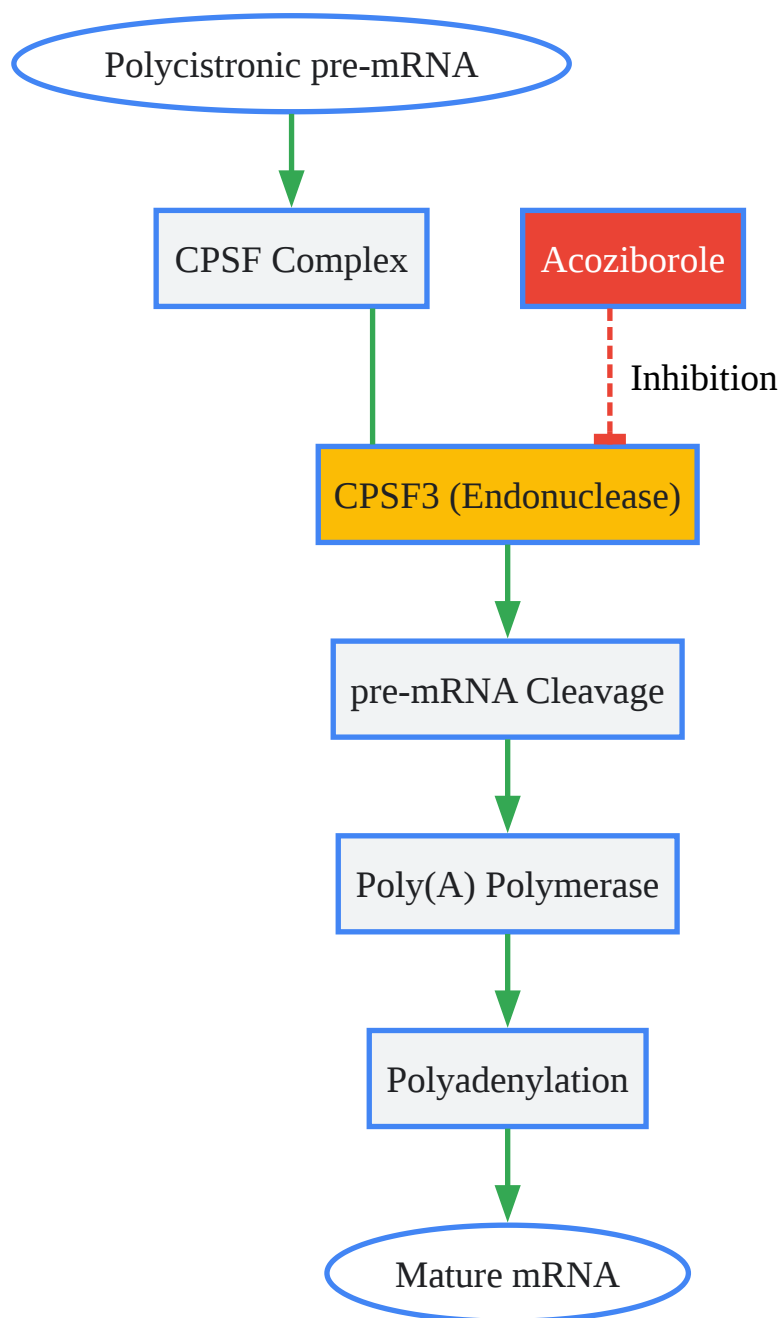 Polycistronic pre-mRNA
CPSF Complex
Acoziborole
Inhibition
CPSF3 (Endonuclease)
pre-mRNA Cleavage
Poly(A) Polymerase
Polyadenylation
Mature mRNA